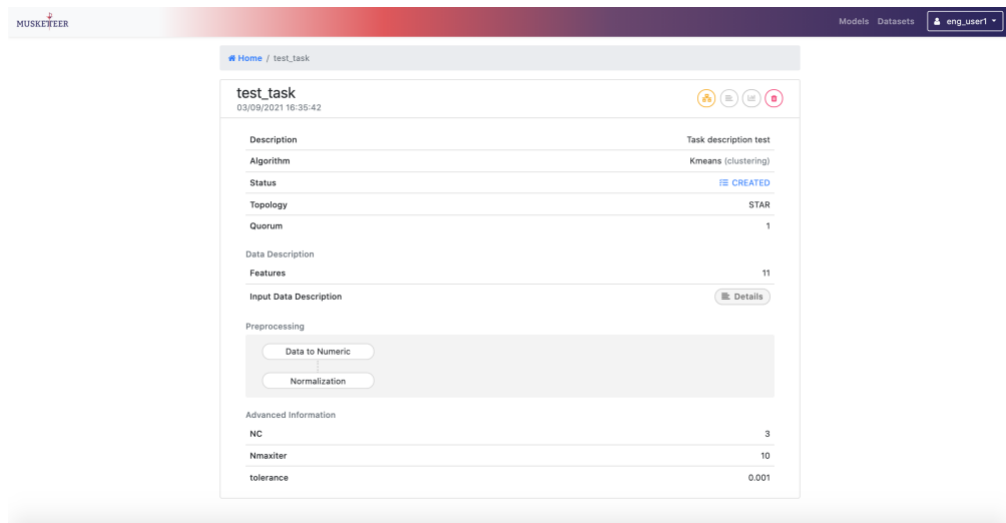 MUSKETEER
Models Datasets eng_user1
Home / test_task
test_task
03/09/2021 16:35:42
Description Task description test
Algorithm Kmeans (clustering)
Status CREATED
Topology STAR
Quorum 1
Data Description
Features 11
Input Data Description Details
Preprocessing
Data to Numeric
Normalization
Advanced Information
NC 3
Nmaxiter 10
tolerance 0.001